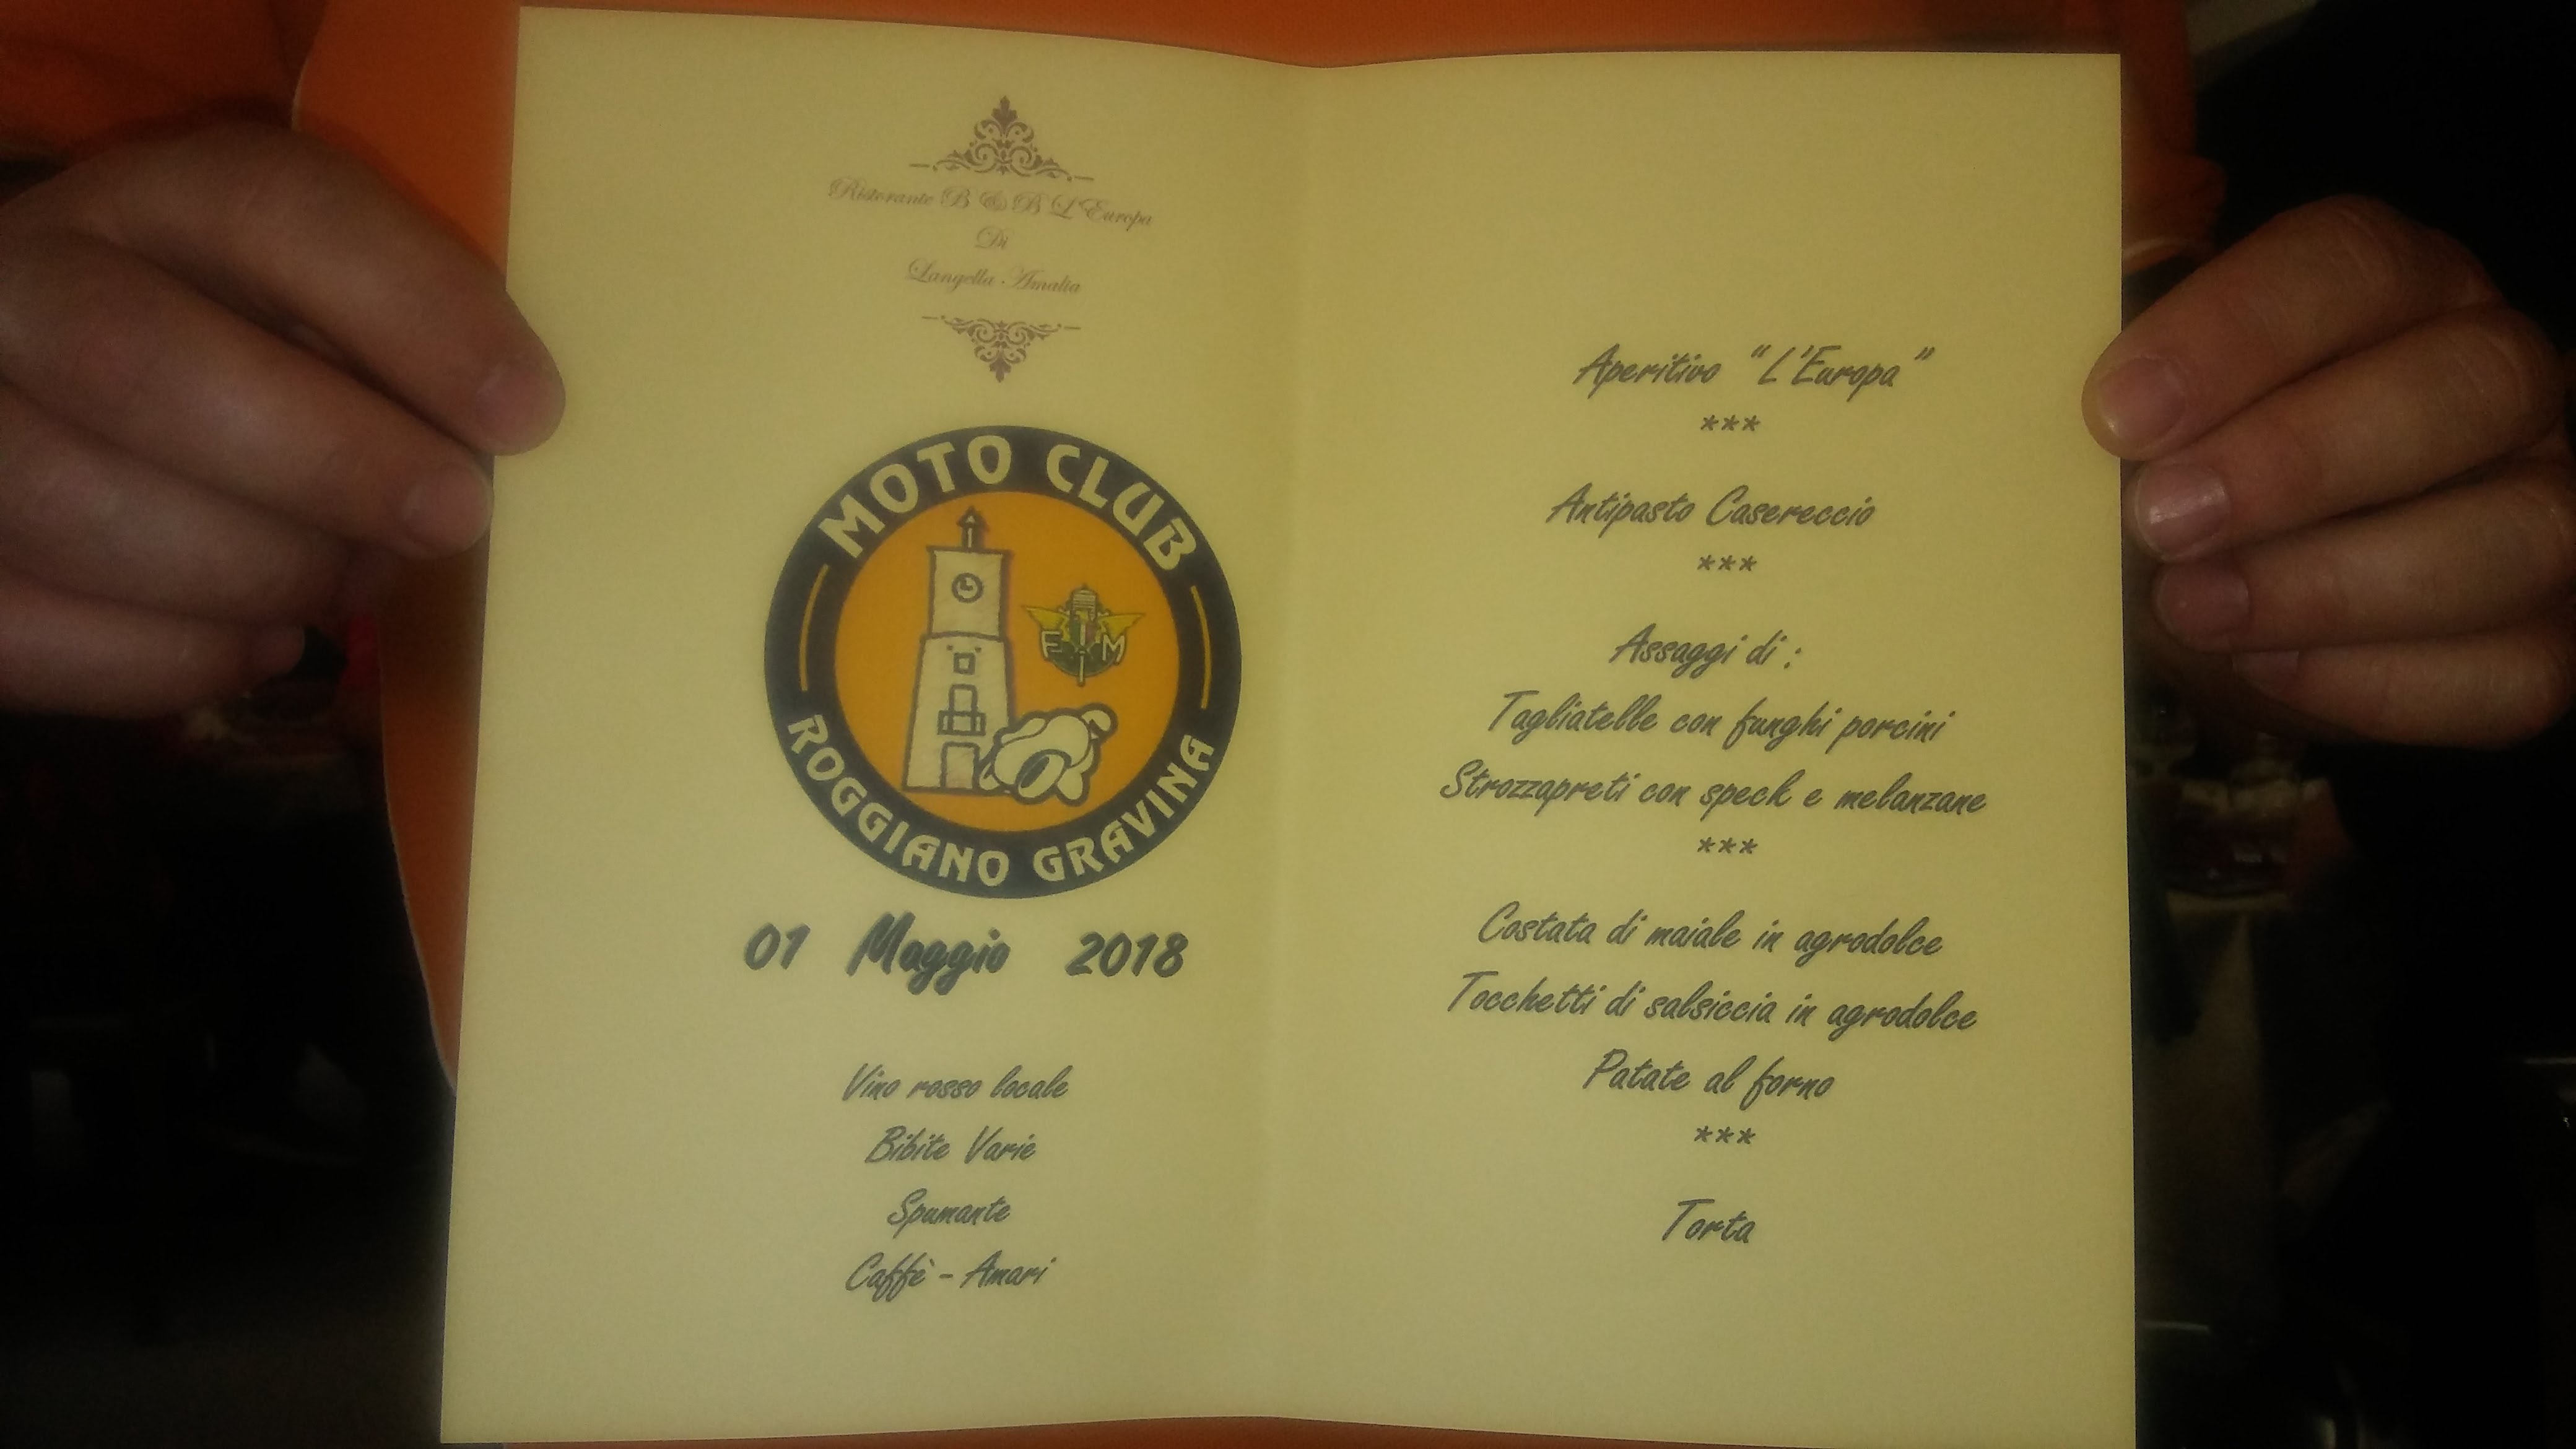 Ristorante B & B L'Europa
Di
Langella Amalia
MOTO CLUB
F I M
ROGGIANO GRAVINA
01 Maggio 2018
Vino rosso locale
Bibite Varie
Spumante
Caffè - Amari
Aperitivo "L'Europa"
***
Antipasto Casereccio
***
Assaggi di :
Tagliatelle con funghi porcini
Strozzapreti con speck e melanzane
***
Costata di maiale in agrodolce
Tocchetti di salsiccia in agrodolce
Patate al forno
***
Torta